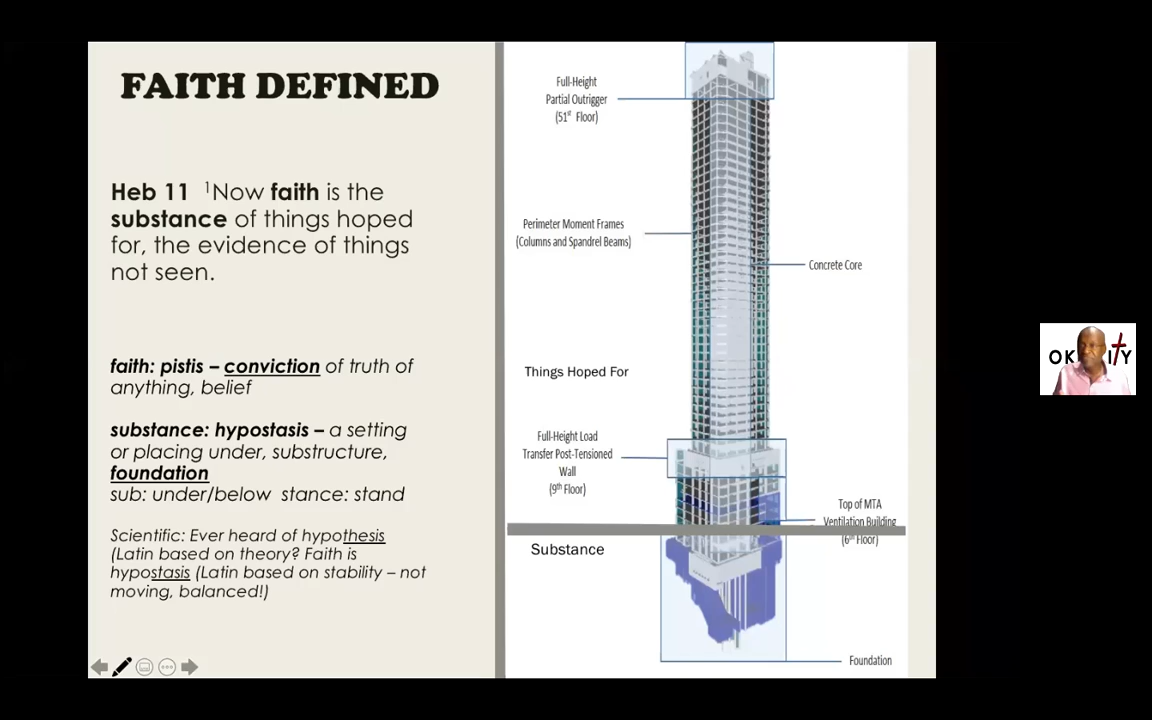 FAITH DEFINED
Heb 11 ¹Now faith is the
substance of things hoped
for, the evidence of things
not seen.
faith: pistis – conviction of truth of
anything, belief
substance: hypostasis – a setting
or placing under, substructure,
foundation
sub: under/below stance: stand
Scientific: Ever heard of hypothesis
(Latin based on theory? Faith is
hypostasis (Latin based on stability – not
moving, balanced!)
Full-Height
Partial Outrigger
(51st Floor)
Perimeter Moment Frames
(Columns and Spandrel Beams)
Concrete Core
Things Hoped For
Full-Height Load
Transfer Post-Tensioned
Wall
(9th Floor)
Top of MTA
Ventilation Building
(6th Floor)
Substance
Foundation